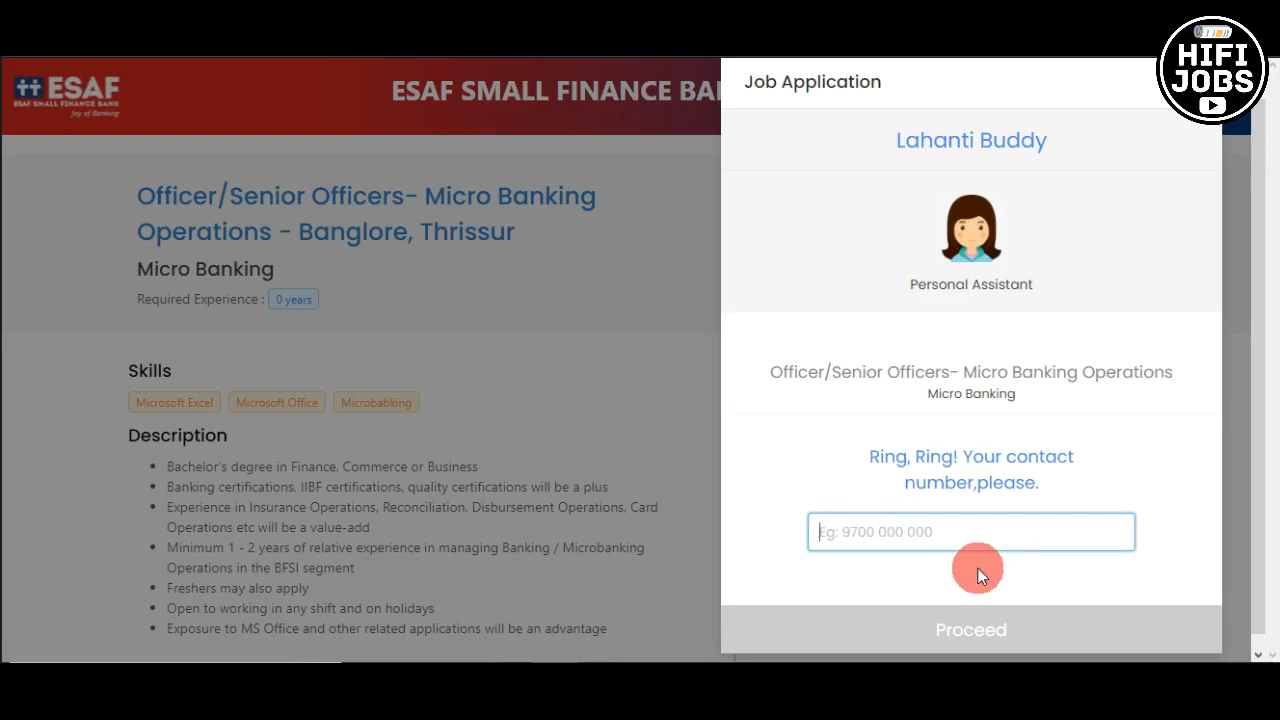 HIFI
JOBS
ESAF
ESAF SMALL FINANCE BANK
Joy of Banking
ESAF SMALL FINANCE BA
Officer/Senior Officers- Micro Banking
Operations - Banglore, Thrissur
Micro Banking
Required Experience : 0 years
Skills
Microsoft Excel Microsoft Office Microbabking
Description
• Bachelor's degree in Finance, Commerce or Business
• Banking certifications, IIBF certifications, quality certifications will be a plus
• Experience in Insurance Operations, Reconciliation, Disbursement Operations, Card
Operations etc will be a value-add
• Minimum 1 - 2 years of relative experience in managing Banking / Microbanking
Operations in the BFSI segment
• Freshers may also apply
• Open to working in any shift and on holidays
• Exposure to MS Office and other related applications will be an advantage
Job Application
Lahanti Buddy
Personal Assistant
Officer/Senior Officers- Micro Banking Operations
Micro Banking
Ring, Ring! Your contact
number,please.
Eg: 9700 000 000
Proceed